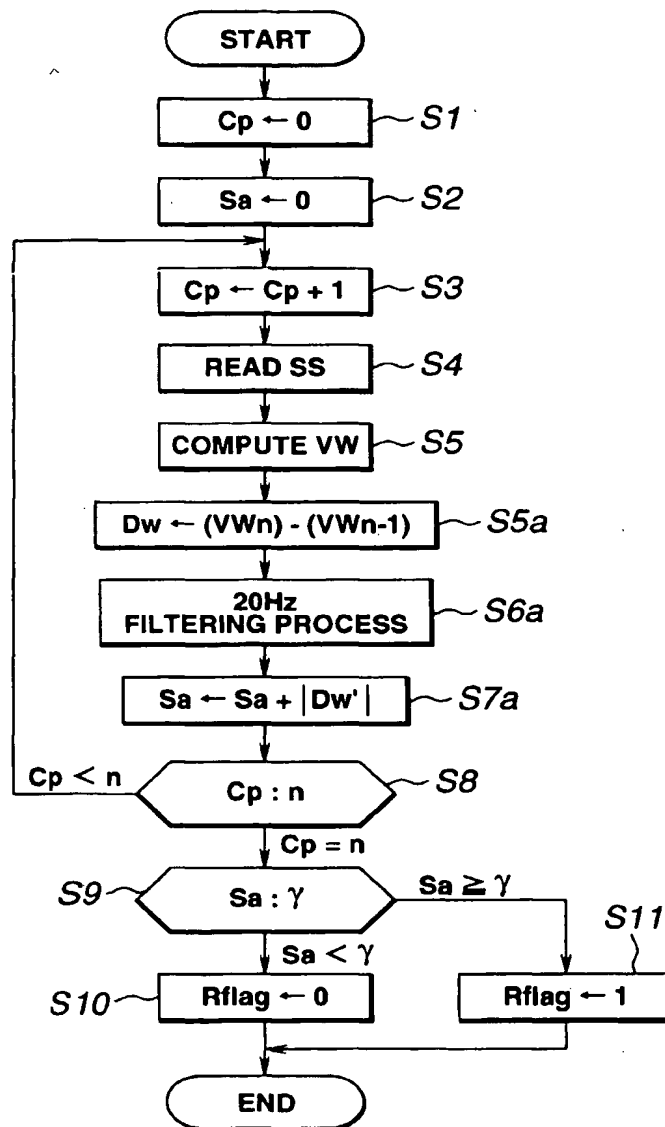 START
Cp ← 0
S1
Sa ← 0
S2
Cp ← Cp + 1
S3
READ SS
S4
COMPUTE VW
S5
Dw ← (VWn) - (VWn-1)
S5a
20Hz
FILTERING PROCESS
S6a
Sa ← Sa + |Dw'|
S7a
Cp < n
Cp : n
S8
Cp = n
S9
Sa : γ
Sa ≧ γ
Sa < γ
S11
S10
Rflag ← 0
Rflag ← 1
END